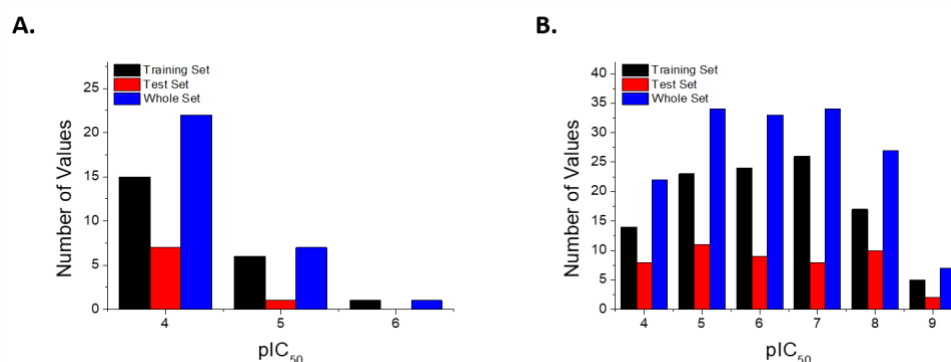 A.
Training Set
Test Set
Whole Set
25
20
15
10
5
0
Number of Values
4 5 6
pIC50
B.
Training Set
Test Set
Whole Set
40
35
30
25
20
15
10
5
0
Number of Values
4 5 6 7 8 9
pIC50